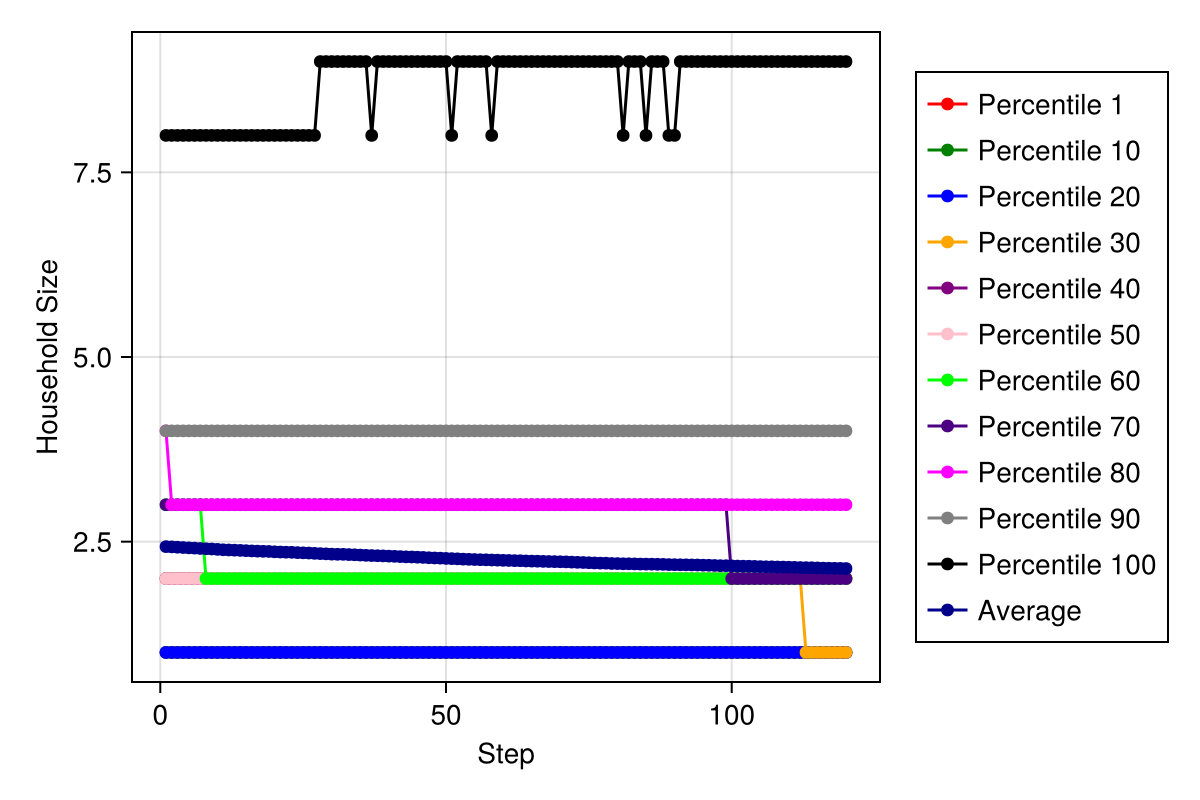 7.5
5.0
2.5
Household Size
0
50
100
Step
Percentile 1
Percentile 10
Percentile 20
Percentile 30
Percentile 40
Percentile 50
Percentile 60
Percentile 70
Percentile 80
Percentile 90
Percentile 100
Average